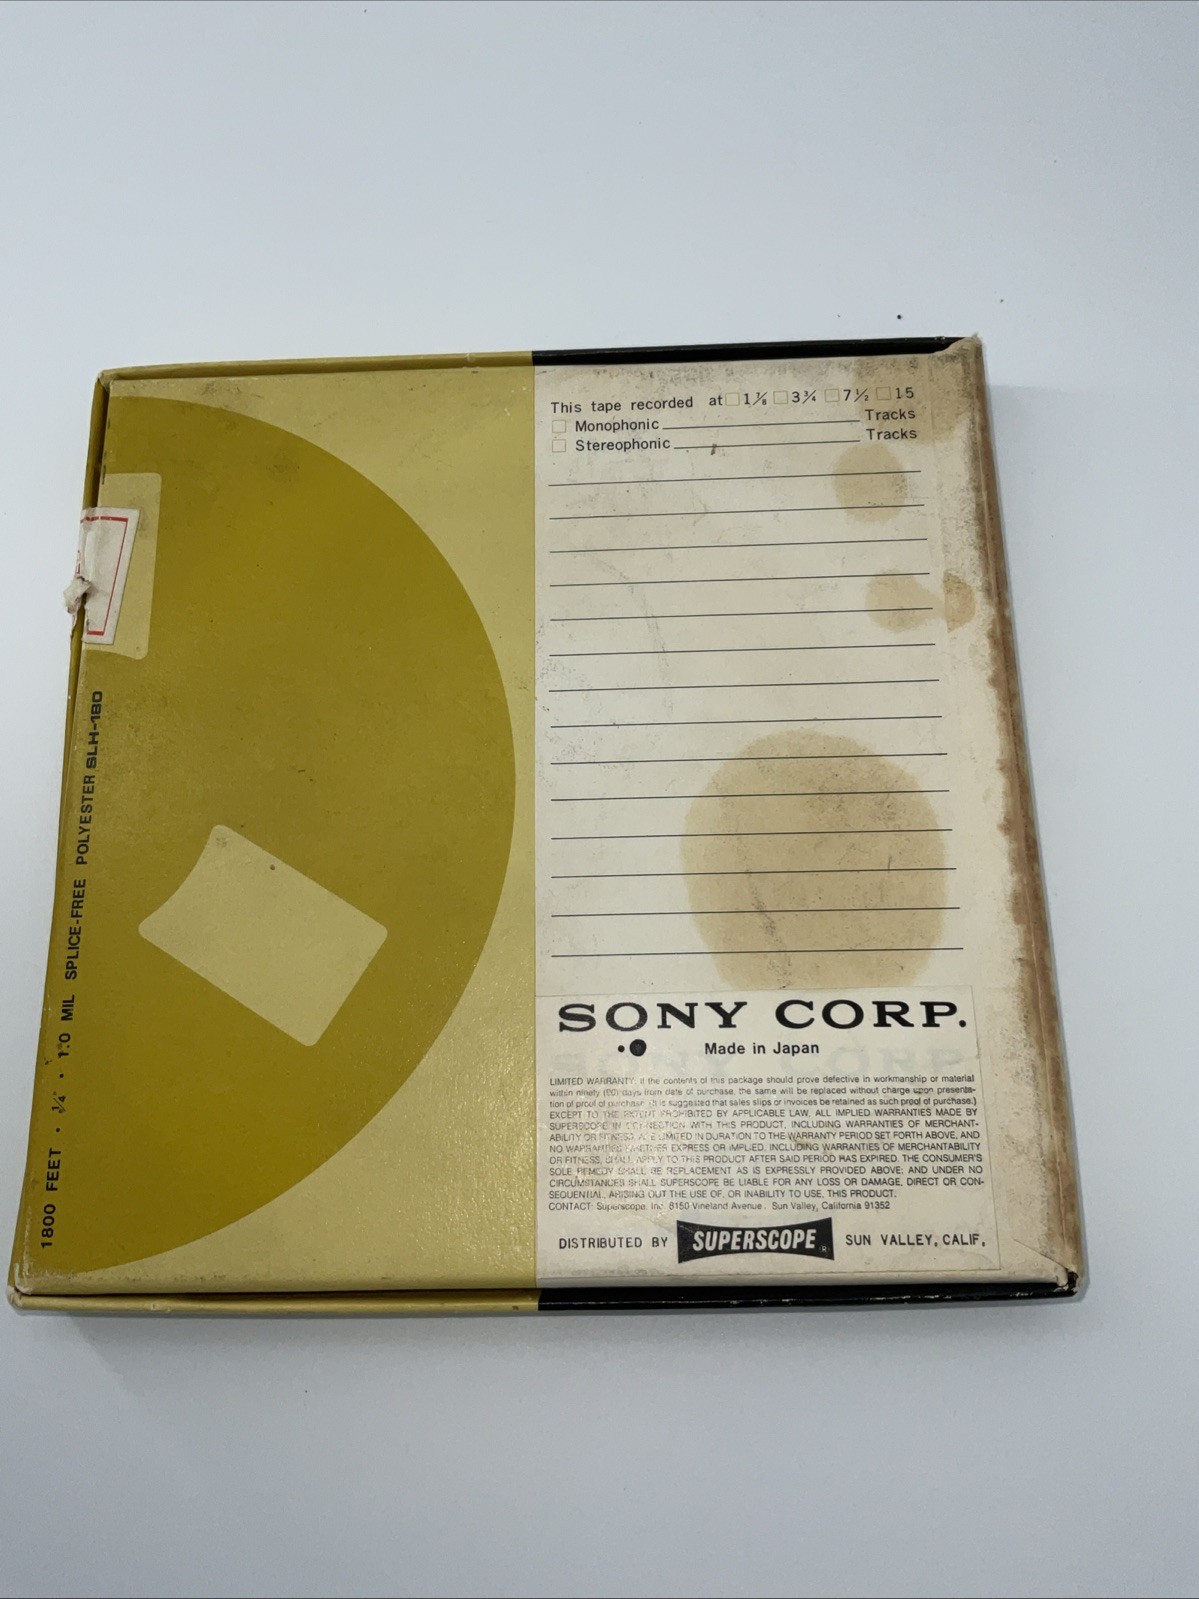 This tape recorded at 1 ⅞ 3 ¾ 7 ½ 15
Monophonic Tracks
Stereophonic Tracks
SONY CORP.
Made in Japan
LIMITED WARRANTY: If the contents of this package should prove defective in workmanship or material
within ninety (90) days from date of purchase, the same will be replaced without charge upon presenta-
tion of proof of purchase. (It is suggested that sales slips or invoices be retained as such proof of purchase.)
EXCEPT TO THE EXTENT PROHIBITED BY APPLICABLE LAW, ALL IMPLIED WARRANTIES MADE BY
SUPERSCOPE IN CONNECTION WITH THIS PRODUCT, INCLUDING WARRANTIES OF MERCHANT-
ABILITY OR FITNESS, ARE LIMITED IN DURATION TO THE WARRANTY PERIOD SET FORTH ABOVE, AND
NO WARRANTIES WHETHER EXPRESS OR IMPLIED, INCLUDING WARRANTIES OF MERCHANTABILITY
OR FITNESS, SHALL APPLY TO THIS PRODUCT AFTER SAID PERIOD HAS EXPIRED. THE CONSUMER'S
SOLE REMEDY SHALL BE REPLACEMENT AS IS EXPRESSLY PROVIDED ABOVE; AND UNDER NO
CIRCUMSTANCES SHALL SUPERSCOPE BE LIABLE FOR ANY LOSS OR DAMAGE, DIRECT OR CON-
SEQUENTIAL, ARISING OUT THE USE OF, OR INABILITY TO USE, THIS PRODUCT.
CONTACT: Superscope, Inc. 8150 Vineland Avenue. Sun Valley, California 91352
DISTRIBUTED BY SUPERSCOPE® SUN VALLEY, CALIF,
1800 FEET • ¼" • 1.0 MIL SPLICE-FREE POLYESTER SLH-180